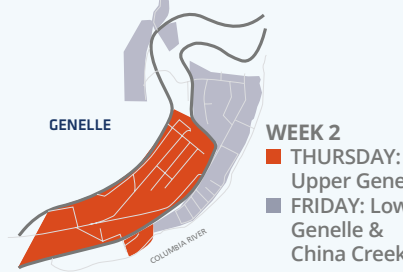 GENELLE
WEEK 2
THURSDAY:
Upper Gene
FRIDAY: Low
Genelle &
China Creek
COLUMBIA RIVER